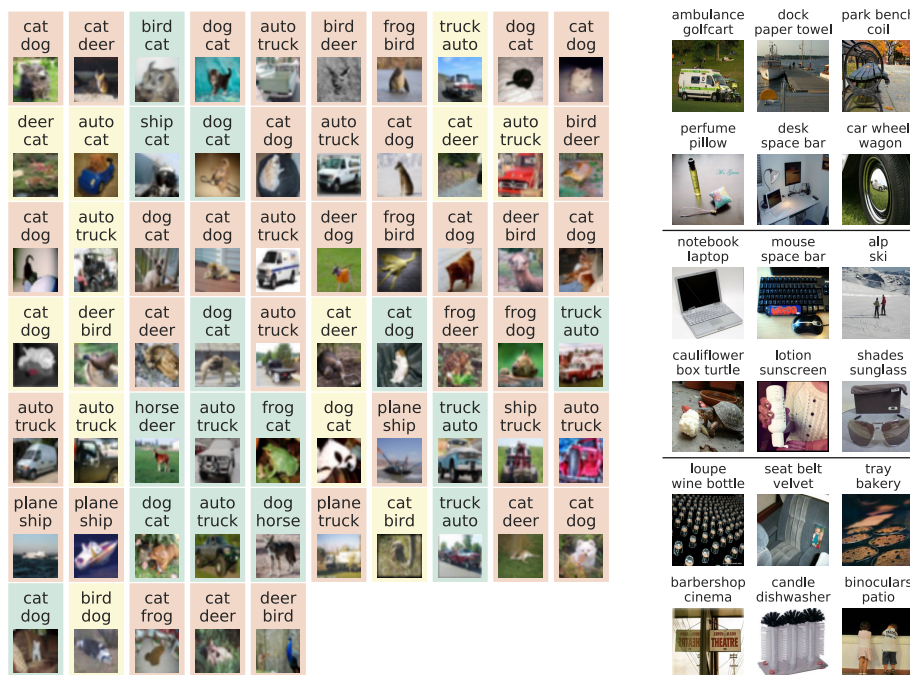 cat cat bird dog auto bird frog truck dog cat
dog deer cat cat truck deer bird auto cat dog
deer auto ship dog cat auto cat cat auto bird
cat cat cat cat dog truck dog deer truck deer
cat auto dog cat auto deer frog cat deer cat
dog truck cat dog truck dog bird dog bird dog
cat deer cat dog auto cat cat frog frog truck
dog bird deer cat truck deer dog deer dog auto
auto auto horse auto frog dog plane truck ship auto
truck truck deer truck cat cat ship auto truck truck
plane plane dog auto dog plane cat truck cat cat
ship ship cat truck horse truck bird auto deer dog
cat bird cat cat deer
dog dog frog deer bird
ambulance dock park bench
golfcart paper towel coil
perfume desk car wheel
pillow space bar wagon
notebook mouse alp
laptop space bar ski
cauliflower lotion shades
box turtle sunscreen sunglass
loupe seat belt tray
wine bottle velvet bakery
barbershop candle binoculars
cinema dishwasher patio
THEATRE